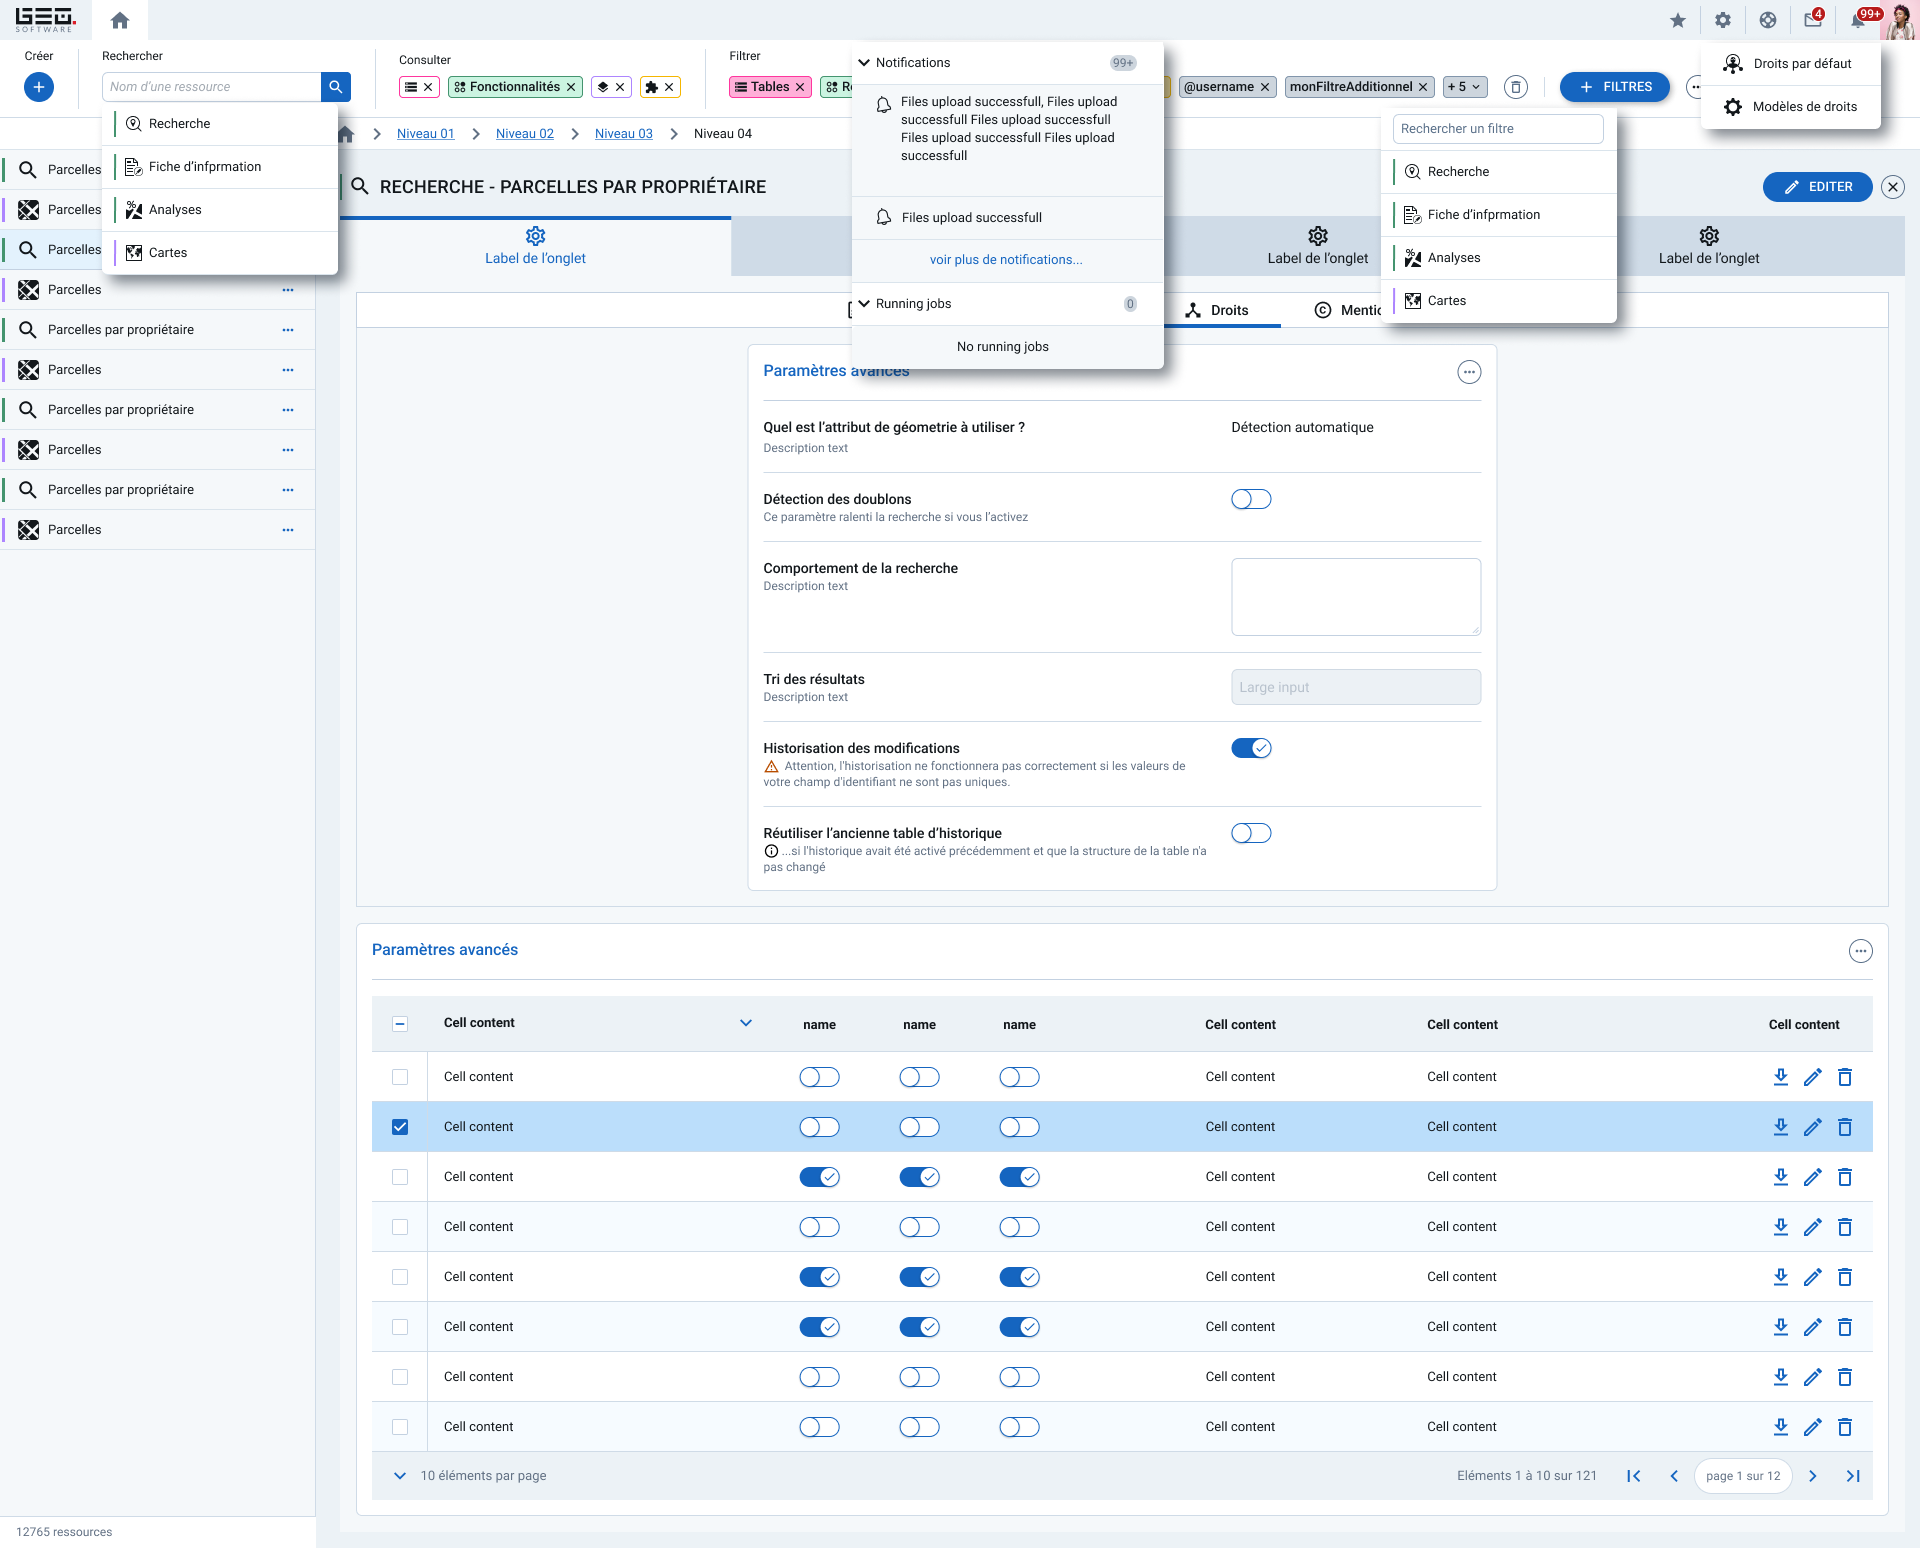 GEO.
SOFTWARE
4
99+
Créer
Rechercher
Consulter
Filtrer
Nom d'une ressource
Fonctionnalités
Tables
@username
monFiltreAdditionnel
+ 5
FILTRES
Droits par défaut
Modèles de droits
Recherche
Fiche d'infprmation
Analyses
Cartes
Notifications
99+
Files upload successfull, Files upload
successfull Files upload successfull
Files upload successfull Files upload
successfull
Files upload successfull
voir plus de notifications...
Running jobs
0
No running jobs
Rechercher un filtre
Recherche
Fiche d'infprmation
Analyses
Cartes
Niveau 01
Niveau 02
Niveau 03
Niveau 04
Parcelles
Parcelles
Parcelles
Parcelles
Parcelles par propriétaire
Parcelles
Parcelles par propriétaire
Parcelles
Parcelles par propriétaire
Parcelles
12765 ressources
RECHERCHE - PARCELLES PAR PROPRIÉTAIRE
EDITER
Label de l'onglet
Label de l'onglet
Label de l'onglet
Droits
Paramètres avancés
Quel est l'attribut de géometrie à utiliser ?
Description text
Détection automatique
Détection des doublons
Ce paramètre ralenti la recherche si vous l'activez
Comportement de la recherche
Description text
Tri des résultats
Description text
Large input
Historisation des modifications
Attention, l'historisation ne fonctionnera pas correctement si les valeurs de
votre champ d'identifiant ne sont pas uniques.
Réutiliser l'ancienne table d'historique
...si l'historique avait été activé précédemment et que la structure de la table n'a
pas changé
Paramètres avancés
Cell content name name name Cell content Cell content Cell content
Cell content Cell content Cell content
Cell content Cell content Cell content
Cell content Cell content Cell content
Cell content Cell content Cell content
Cell content Cell content Cell content
Cell content Cell content Cell content
Cell content Cell content Cell content
Cell content Cell content Cell content
10 éléments par page
Eléments 1 à 10 sur 121
page 1 sur 12